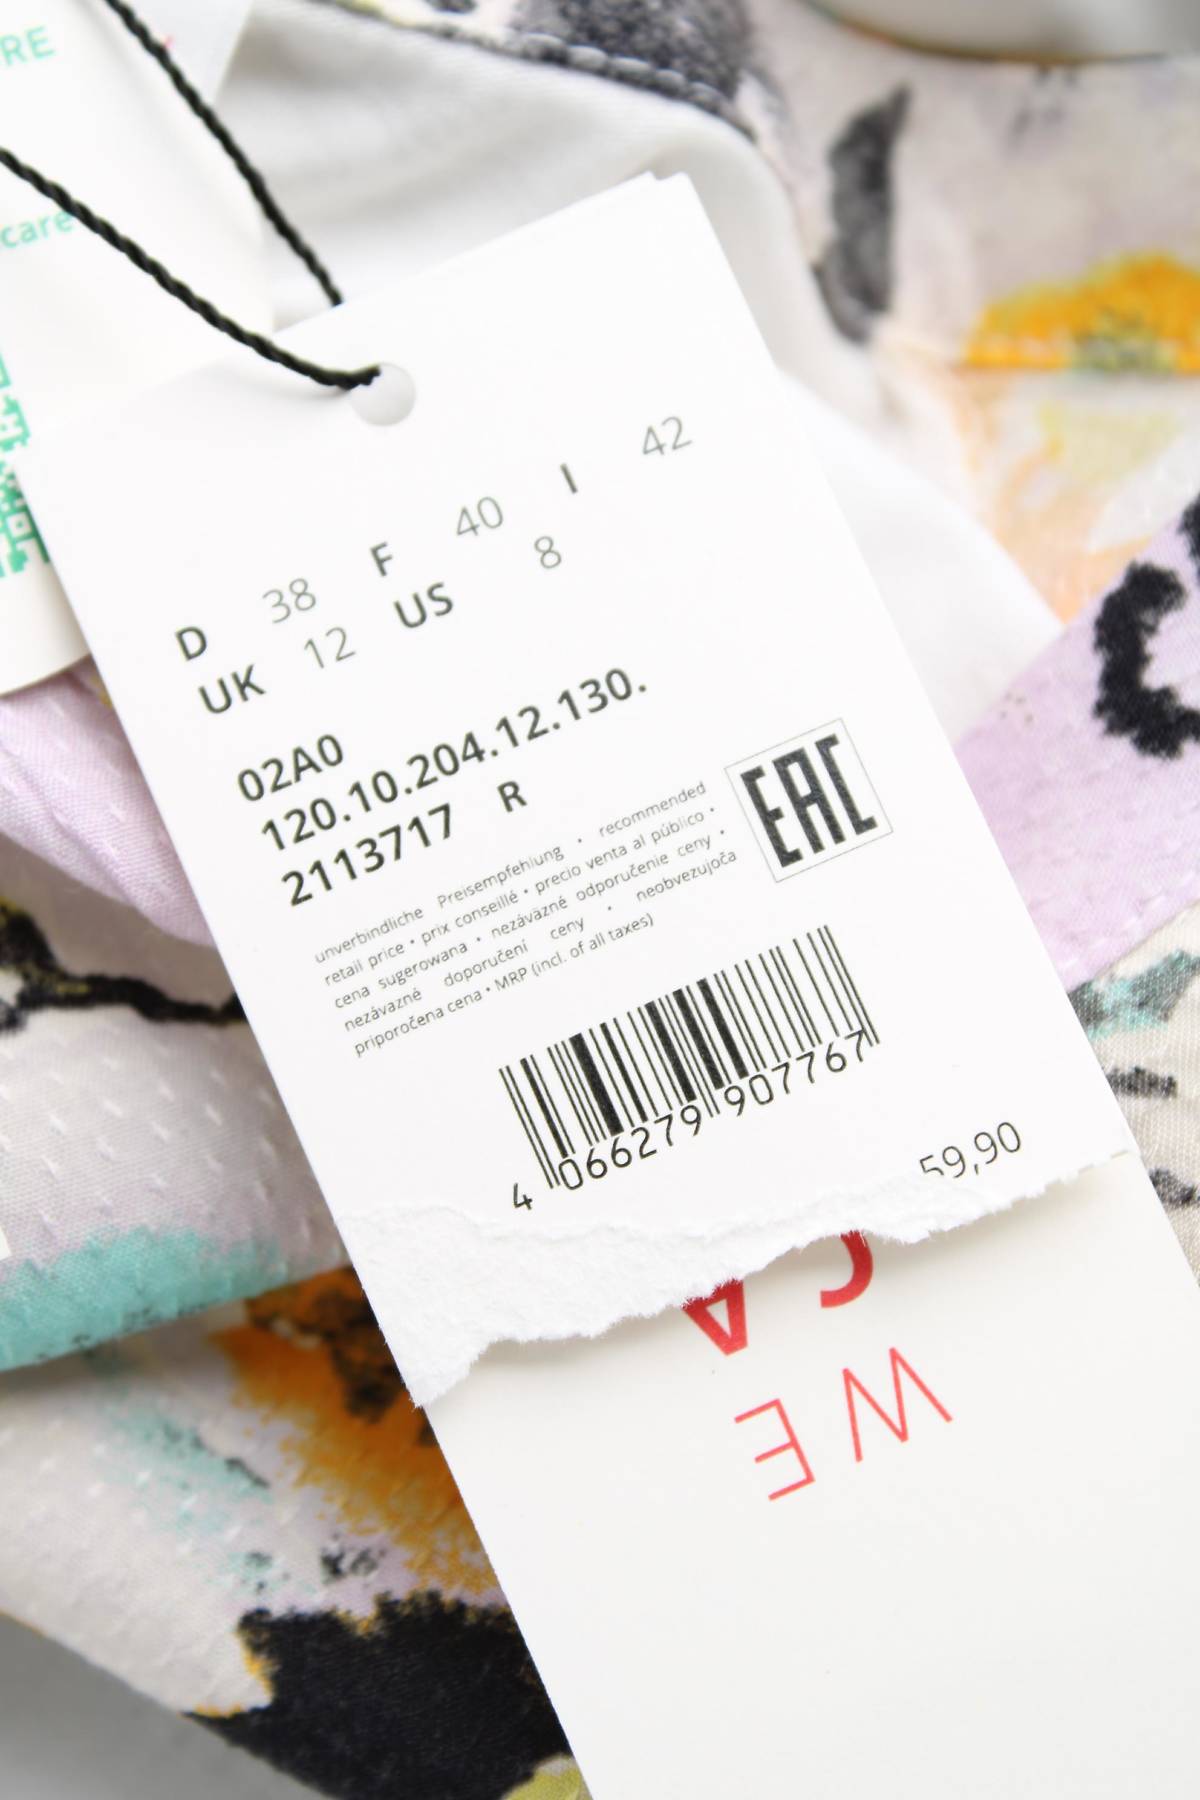 RE
care
D 38 F 40 I 42
UK 12 US 8
02A0
120.10.204.12.130.
2113717 R
EAC
unverbindliche Preisempfehlung • recommended
retail price • prix conseillé • precio venta al público •
cena sugerowana • nezáväzné odporučenie ceny •
nezávazné doporučení ceny • neobvezujoča
priporočena cena • MRP (incl. of all taxes)
4 066279 907767
59,90
WE
CA